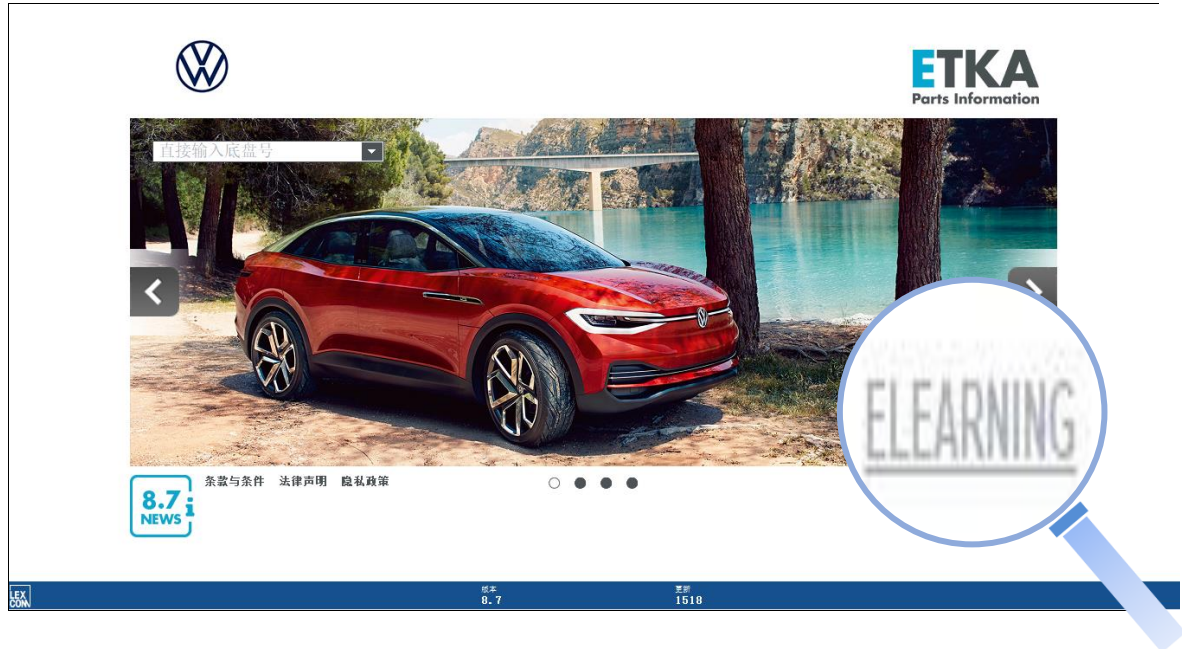 ETKA
Parts Information
直接输入底盘号
ELEARNING
条款与条件 法律声明 隐私政策
8.7 i
NEWS
LEX
COM
版本
8.7
更新
1518